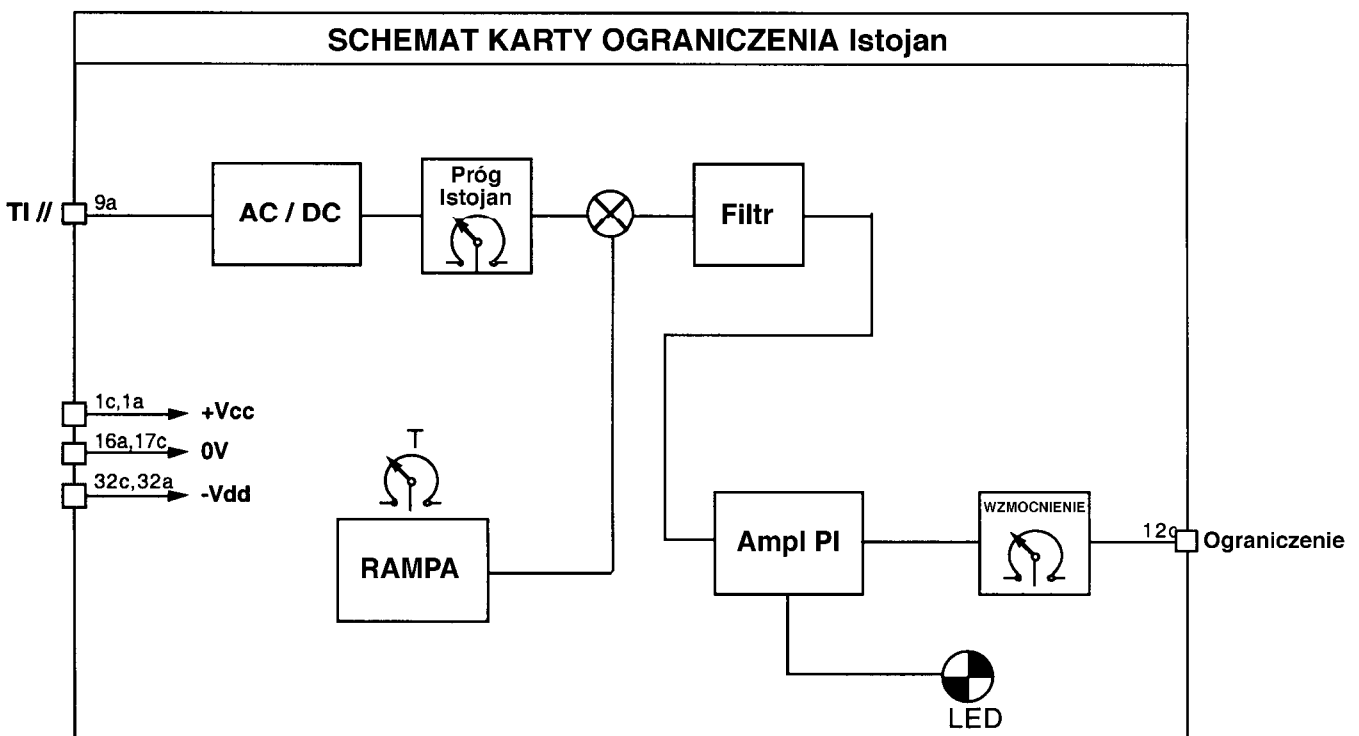 SCHEMAT KARTY OGRANICZENIA Istojan
TI //
9a
AC / DC
Próg
Istojan
Filtr
1c,1a
+Vcc
16a,17c
0V
32c,32a
-Vdd
T
RAMPA
Ampl PI
WZMOCNIENIE
12c
Ograniczenie
LED